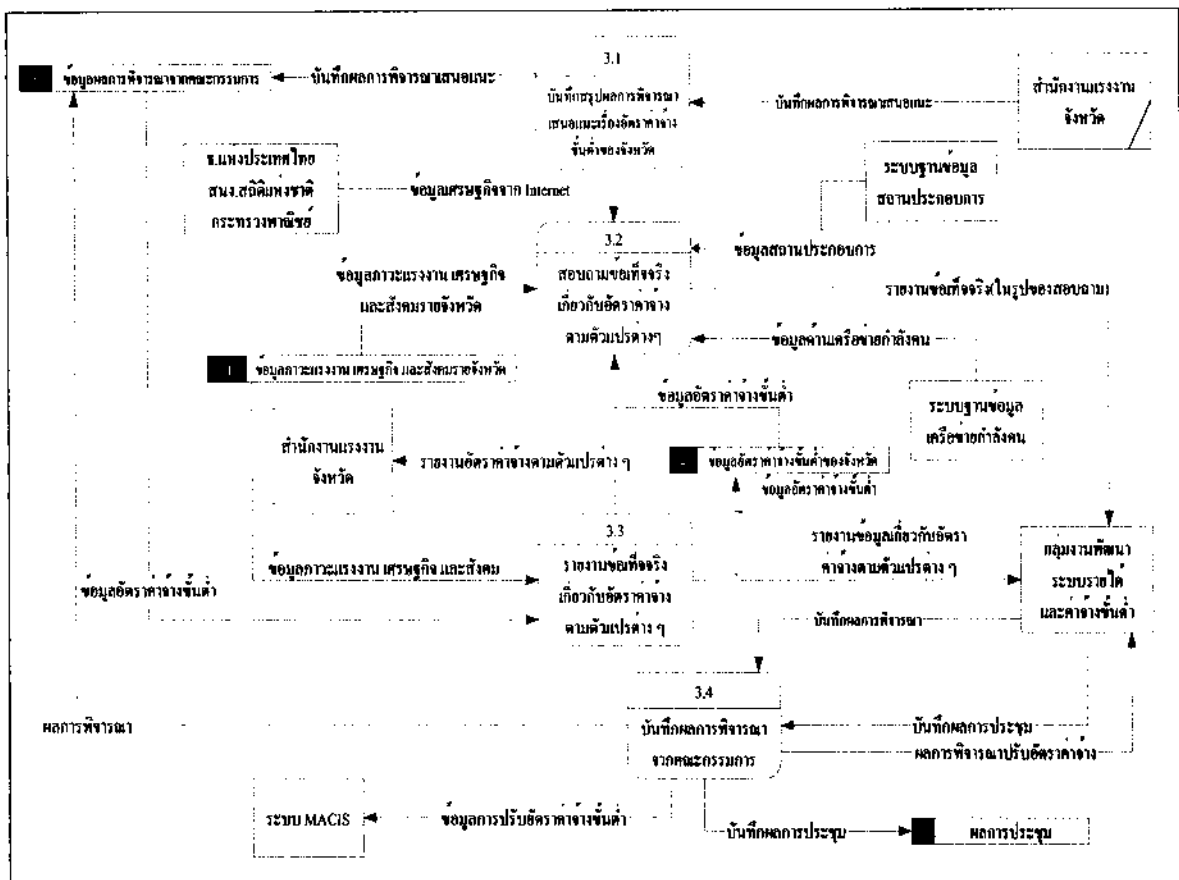 3.1
ข้อมูลผลการพิจารณาจากคณะกรรมการ
บันทึกผลการพิจารณาเสนอแนะ
บันทึกสรุปผลการพิจารณา
เสนอแนะเรื่องอัตราค่าจ้าง
ขั้นต่ำของจังหวัด
บันทึกผลการพิจารณาเสนอแนะ
สำนักงานแรงงาน
จังหวัด
ธ.แห่งประเทศไทย
สนง.สถิติแห่งชาติ
กระทรวงพาณิชย์
ข้อมูลเศรษฐกิจจาก Internet
ระบบฐานข้อมูล
สถานประกอบการ
3.2
สอบถามข้อเท็จจริง
เกี่ยวกับอัตราค่าจ้าง
ตามตัวแปรต่างๆ
ข้อมูลสถานประกอบการ
ข้อมูลภาวะแรงงาน เศรษฐกิจ
และสังคมรายจังหวัด
รายงานข้อเท็จจริง(ในรูปของสอบถาม)
ข้อมูลด้านเครือข่ายกำลังคน
ข้อมูลภาวะแรงงาน เศรษฐกิจ และสังคมรายจังหวัด
ข้อมูลอัตราค่าจ้างขั้นต่ำ
ระบบฐานข้อมูล
เครือข่ายกำลังคน
สำนักงานแรงงาน
จังหวัด
รายงานอัตราค่าจ้างตามตัวแปรต่าง ๆ
ข้อมูลอัตราค่าจ้างขั้นต่ำของจังหวัด
ข้อมูลอัตราค่าจ้างขั้นต่ำ
3.3
รายงานข้อเท็จจริง
เกี่ยวกับอัตราค่าจ้าง
ตามตัวแปรต่าง ๆ
รายงานข้อมูลเกี่ยวกับอัตรา
ค่าจ้างตามตัวแปรต่าง ๆ
กลุ่มงานพัฒนา
ระบบรายได้
และค่าจ้างขั้นต่ำ
ข้อมูลภาวะแรงงาน เศรษฐกิจ และสังคม
ข้อมูลอัตราค่าจ้างขั้นต่ำ
บันทึกผลการพิจารณา
3.4
บันทึกผลการพิจารณา
จากคณะกรรมการ
ผลการพิจารณา
บันทึกผลการประชุม
ผลการพิจารณาปรับอัตราค่าจ้าง
ระบบ MACIS
ข้อมูลการปรับอัตราค่าจ้างขั้นต่ำ
บันทึกผลการประชุม
ผลการประชุม